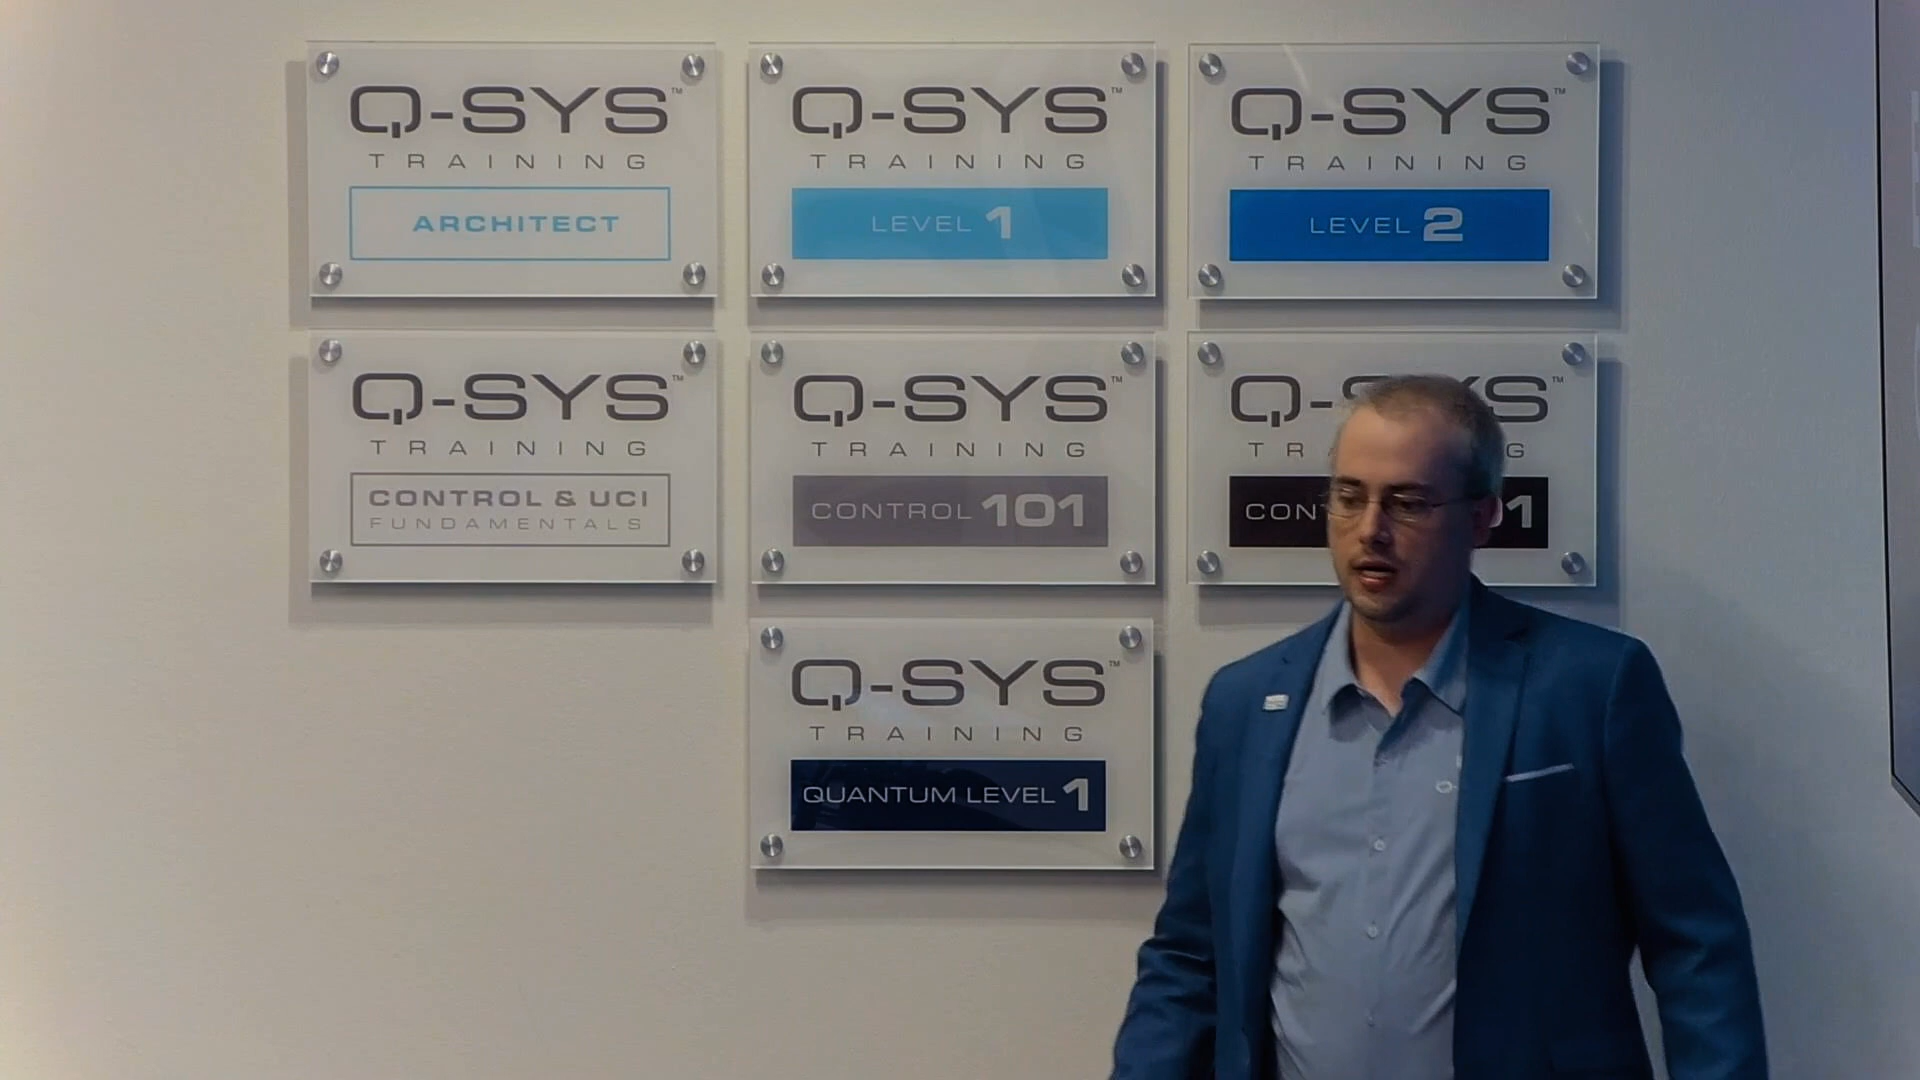 Q-SYS™
TRAINING
ARCHITECT
Q-SYS™
TRAINING
LEVEL 1
Q-SYS™
TRAINING
LEVEL 2
Q-SYS™
TRAINING
CONTROL & UCI
FUNDAMENTALS
Q-SYS™
TRAINING
CONTROL 101
Q-SYS™
Q-SYS™
TRAINING
QUANTUM LEVEL 1